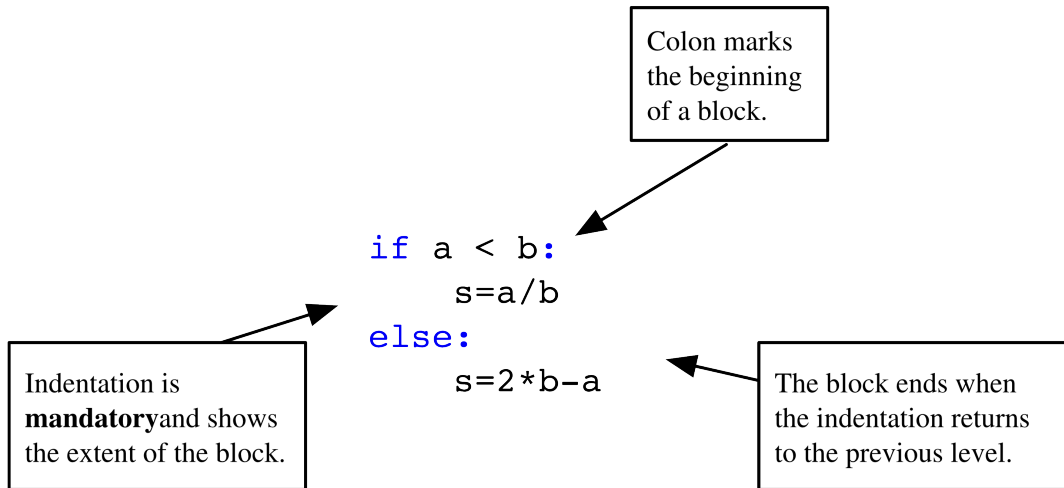 Colon marks
the beginning
of a block.
if a < b:
    s=a/b
else:
    s=2*b-a
Indentation is
mandatoryand shows
the extent of the block.
The block ends when
the indentation returns
to the previous level.